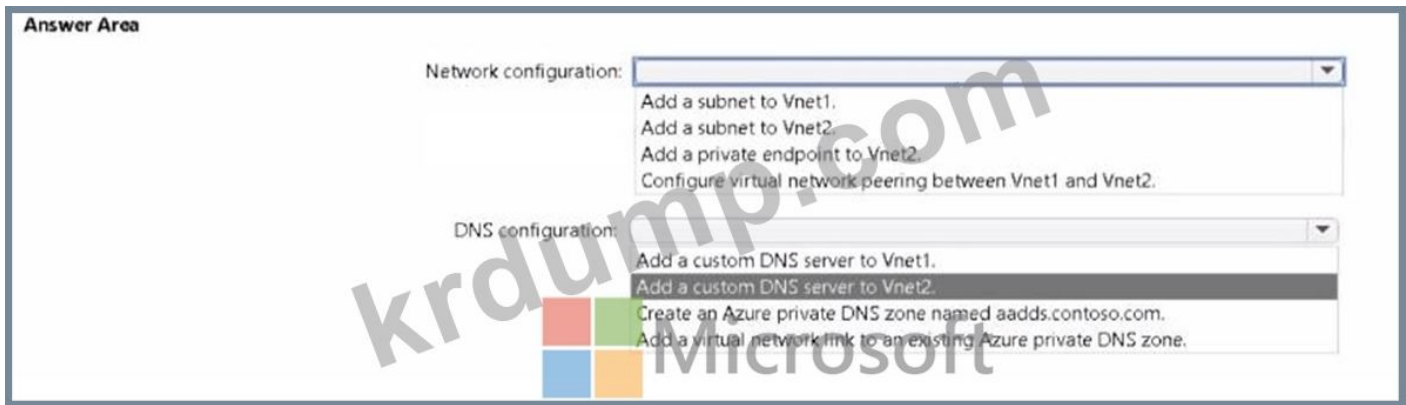 Answer Area
Network configuration:
Add a subnet to Vnet1.
Add a subnet to Vnet2.
Add a private endpoint to Vnet2.
Configure virtual network peering between Vnet1 and Vnet2.
DNS configuration:
Add a custom DNS server to Vnet1.
Add a custom DNS server to Vnet2.
Create an Azure private DNS zone named aadds.contoso.com.
Add a virtual network link to an existing Azure private DNS zone.
krdump.com
Microsoft